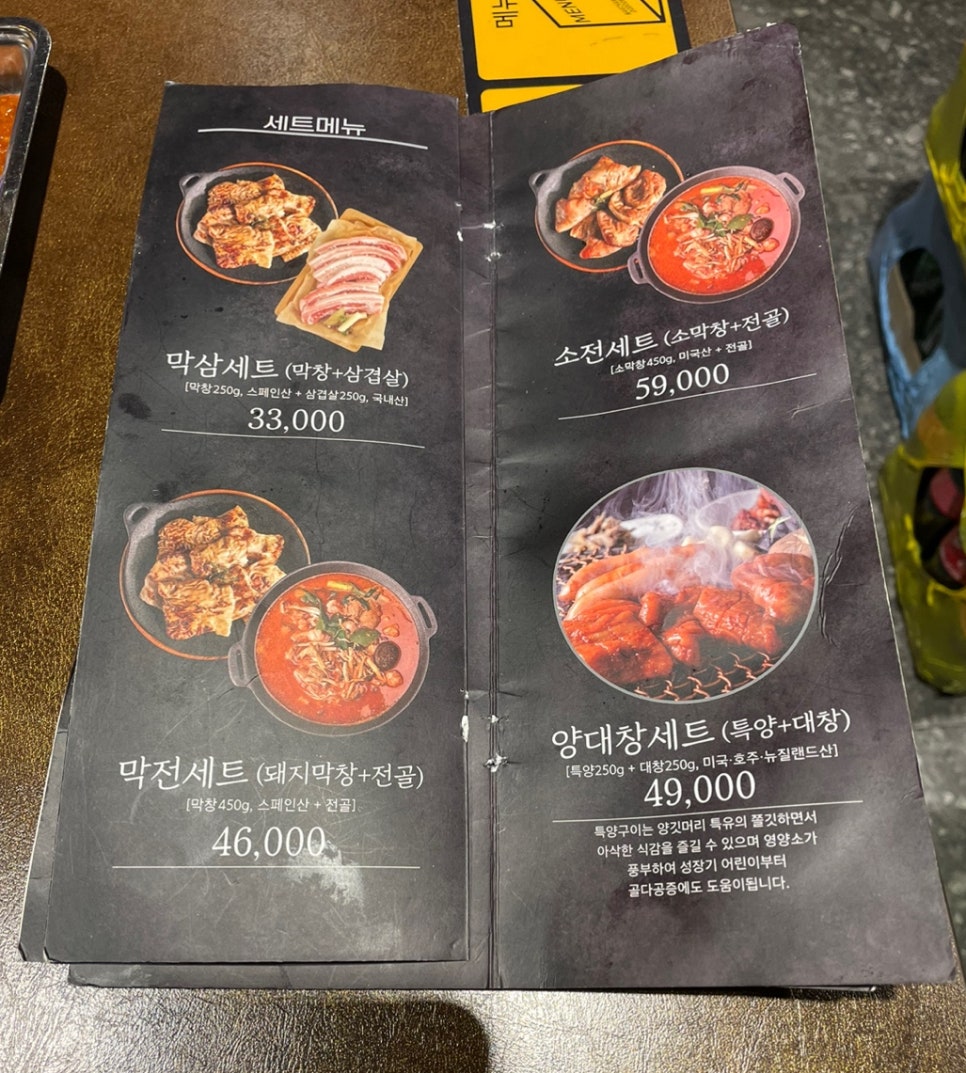 메뉴
MENU
세트메뉴
막삼세트 (막창+삼겹살)
[막창250g, 스페인산 + 삼겹살250g, 국내산]
33,000
막전세트 (돼지막창+전골)
[막창450g, 스페인산 + 전골]
46,000
소전세트 (소막창+전골)
[소막창450g, 미국산 + 전골]
59,000
양대창세트 (특양+대창)
[특양250g + 대창250g, 미국·호주·뉴질랜드산]
49,000
특양구이는 양깃머리 특유의 쫄깃하면서
아삭한 식감을 즐길 수 있으며 영양소가
풍부하여 성장기 어린이부터
골다공증에도 도움이됩니다.